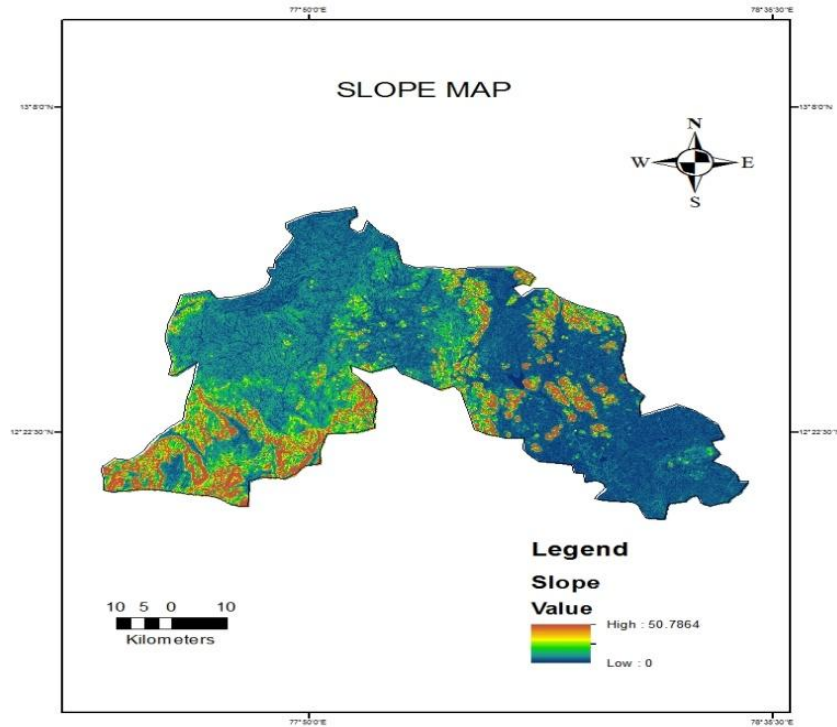 77°50'0"E
78°35'30"E
SLOPE MAP
13°8'0"N
13°8'0"N
N
W
E
S
12°22'30"N
12°22'30"N
Legend
Slope
Value
High : 50.7864
Low : 0
10 5 0 10
Kilometers
77°50'0"E
78°35'30"E